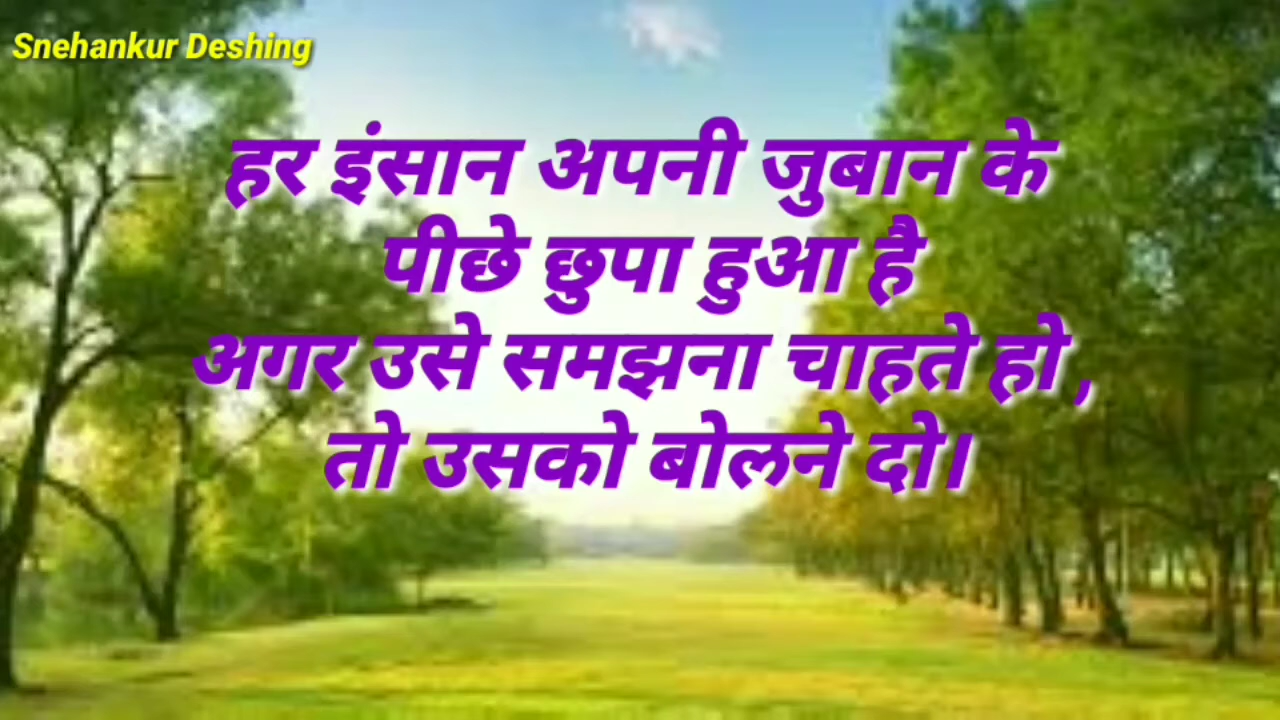 Snehankur Deshing
हर इंसान अपनी जुबान के
पीछे छुपा हुआ है
अगर उसे समझना चाहते हो ,
तो उसको बोलने दो।